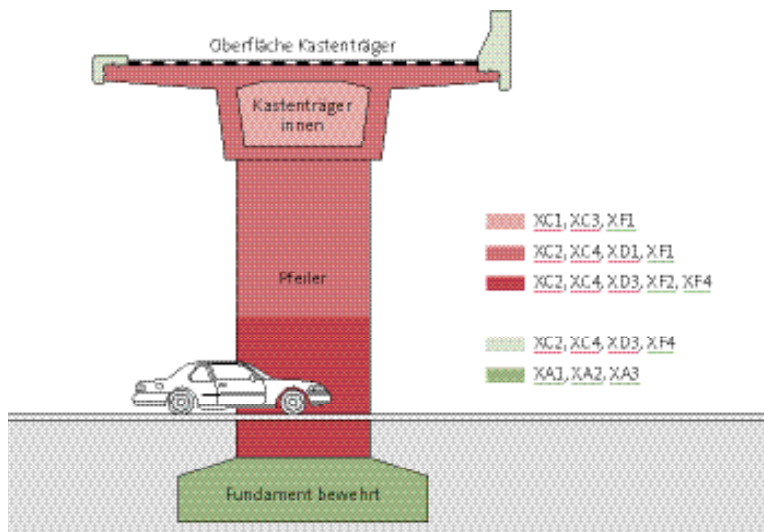 Oberfläche Kastenträger
Kastenträger
innen
XC1, XC3, XF1
XC2, XC4, XD1, XF1
Pfeiler
XC2, XC4, XD3, XF2, XF4
XC2, XC4, XD3, XF4
XA1, XA2, XA3
Fundament bewehrt